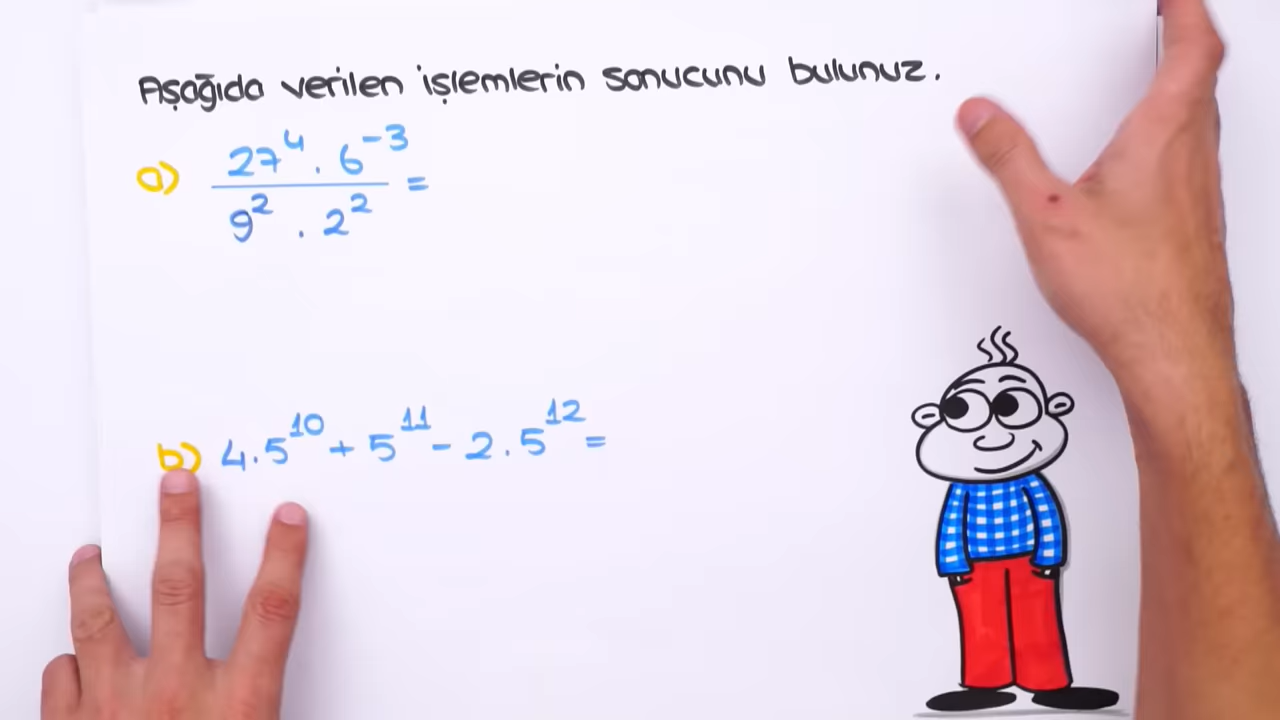 Aşağıda verilen işlemlerin sonucunu bulunuz.
a) 27⁴ . 6⁻³ =
9² . 2²
b) 4.5¹⁰ + 5¹¹ - 2.5¹² =